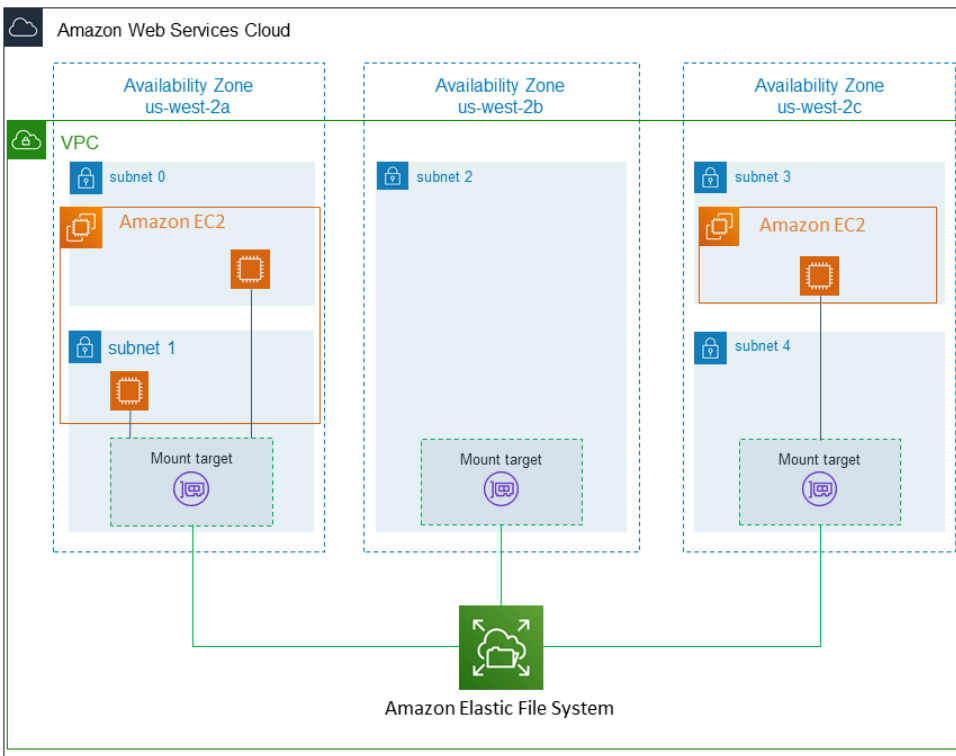 Amazon Web Services Cloud
Availability Zone
us-west-2a
Availability Zone
us-west-2b
Availability Zone
us-west-2c
VPC
subnet 0
subnet 2
subnet 3
Amazon EC2
Amazon EC2
subnet 1
subnet 4
Mount target
Mount target
Mount target
Amazon Elastic File System